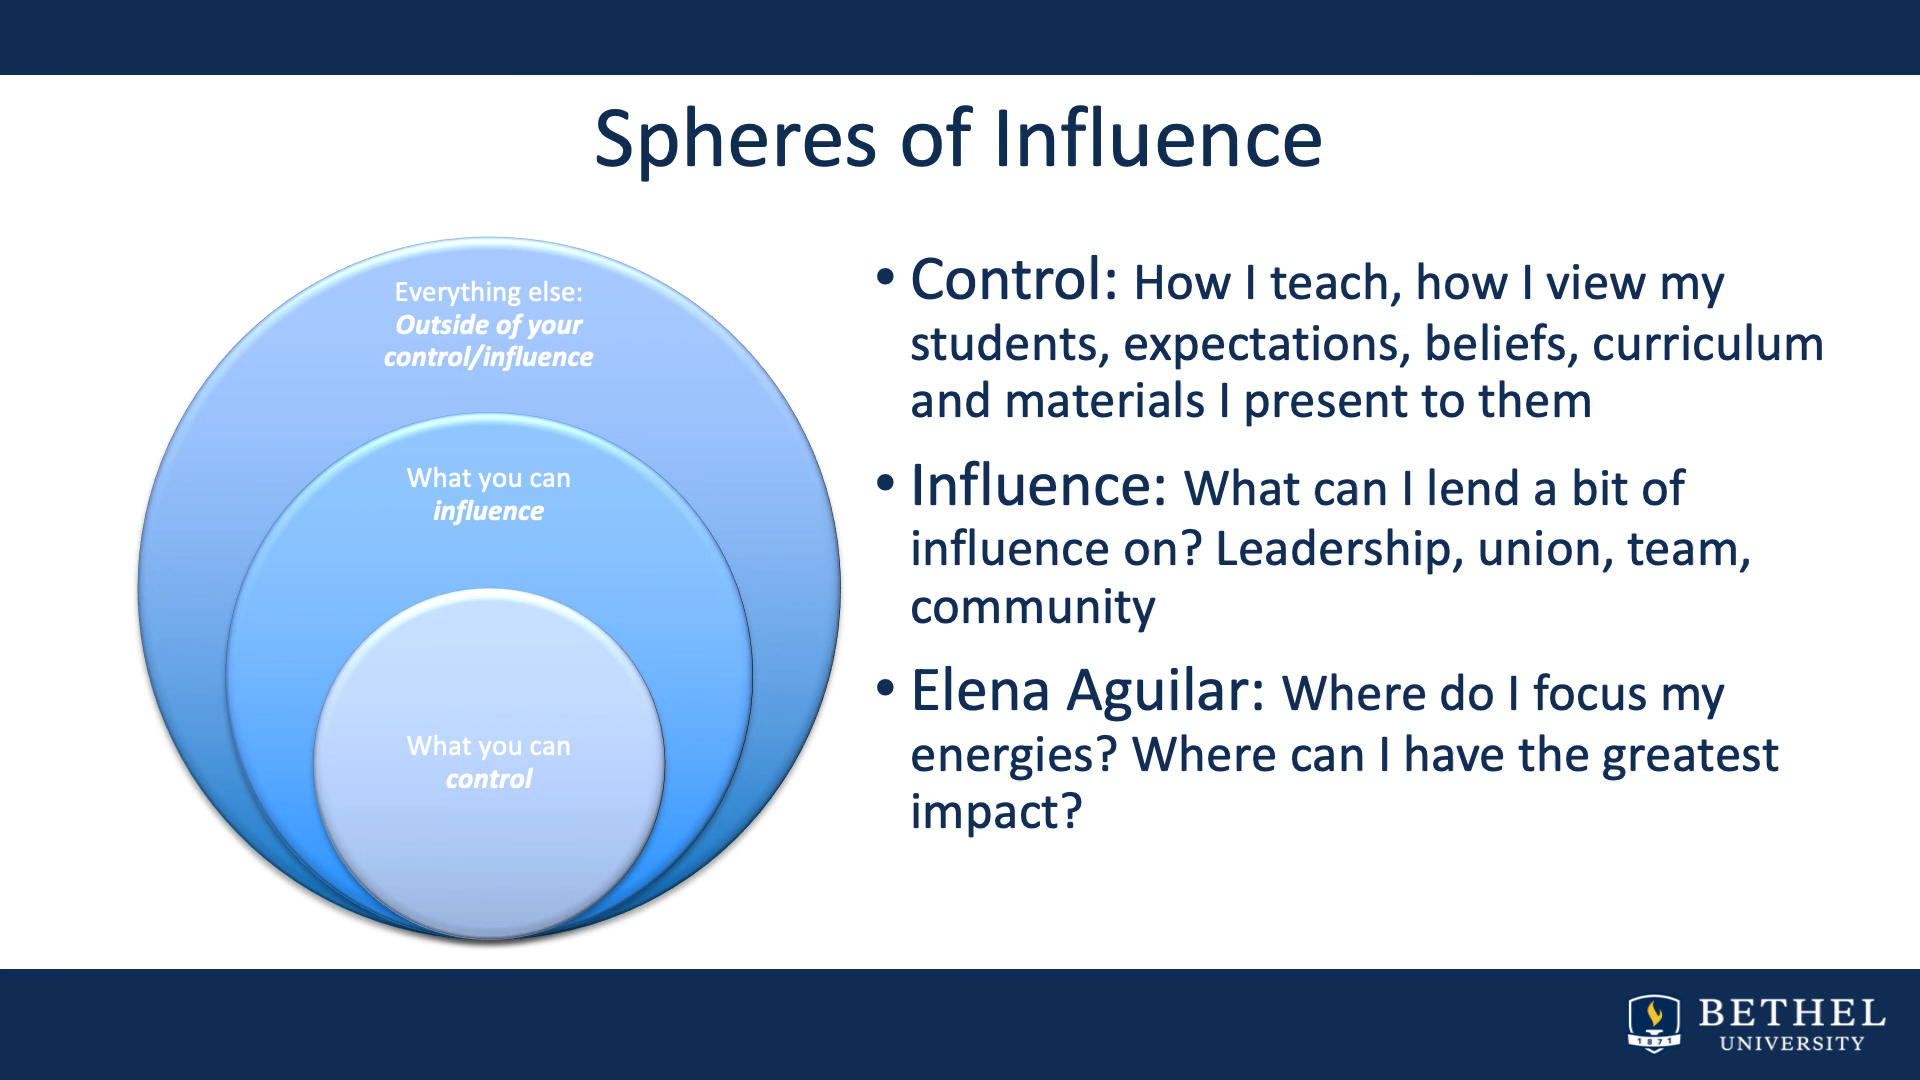 Spheres of Influence
Everything else:
Outside of your
control/influence
What you can
influence
What you can
control
• Control: How I teach, how I view my
students, expectations, beliefs, curriculum
and materials I present to them
• Influence: What can I lend a bit of
influence on? Leadership, union, team,
community
• Elena Aguilar: Where do I focus my
energies? Where can I have the greatest
impact?
1871
BETHEL
UNIVERSITY